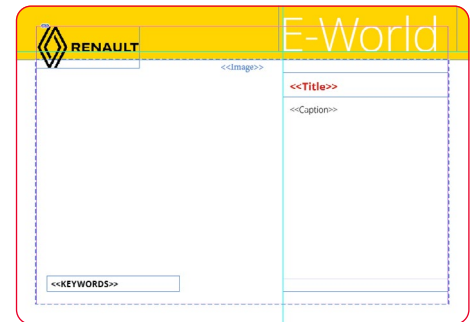 RENAULT
E-World
<<Image>>
<<Title>>
<<Caption>>
<<KEYWORDS>>